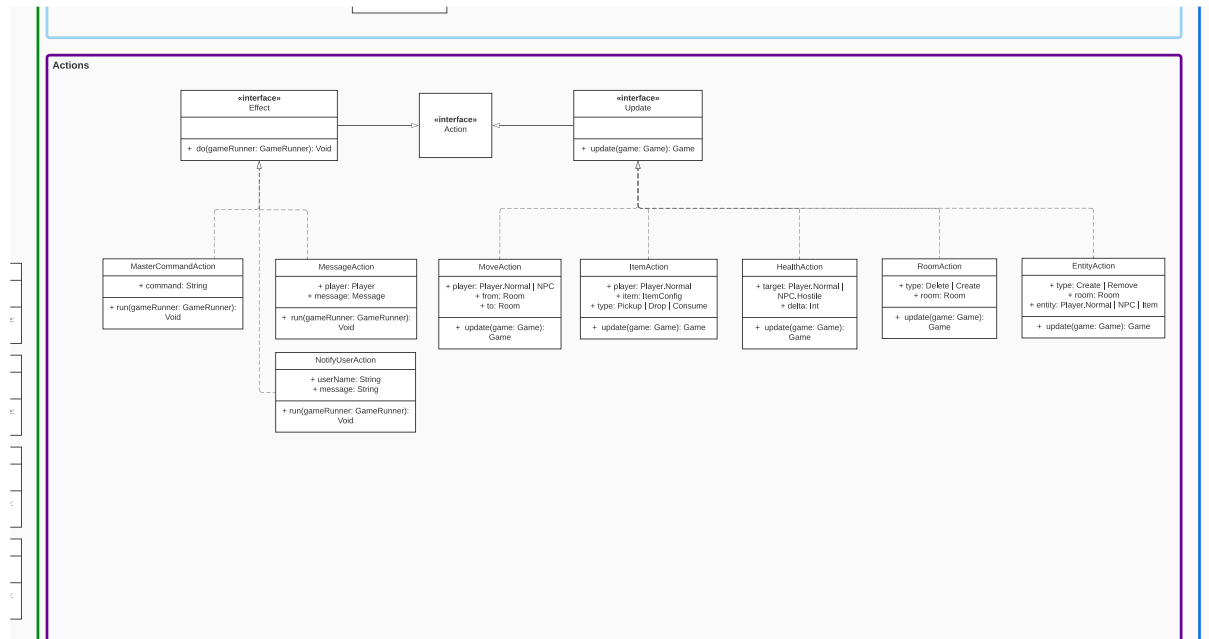 Actions
«interface»
Effect
+ do(gameRunner: GameRunner): Void
«interface»
Action
«interface»
Update
+ update(game: Game): Game
MasterCommandAction
+ command: String
+ run(gameRunner: GameRunner):
Void
MessageAction
+ player: Player
+ message: Message
+ run(gameRunner: GameRunner):
Void
NotifyUserAction
+ userName: String
+ message: String
+ run(gameRunner: GameRunner):
Void
MoveAction
+ player: Player.Normal | NPC
+ from: Room
+ to: Room
+ update(game: Game):
Game
ItemAction
+ player: Player.Normal
+ item: ItemConfig
+ type: Pickup | Drop | Consume
+ update(game: Game): Game
HealthAction
+ target: Player.Normal |
NPC.Hostile
+ delta: Int
+ update(game: Game):
Game
RoomAction
+ type: Delete | Create
+ room: Room
+ update(game: Game):
Game
EntityAction
+ type: Create | Remove
+ room: Room
+ entity: Player.Normal | NPC | Item
+ update(game: Game): Game